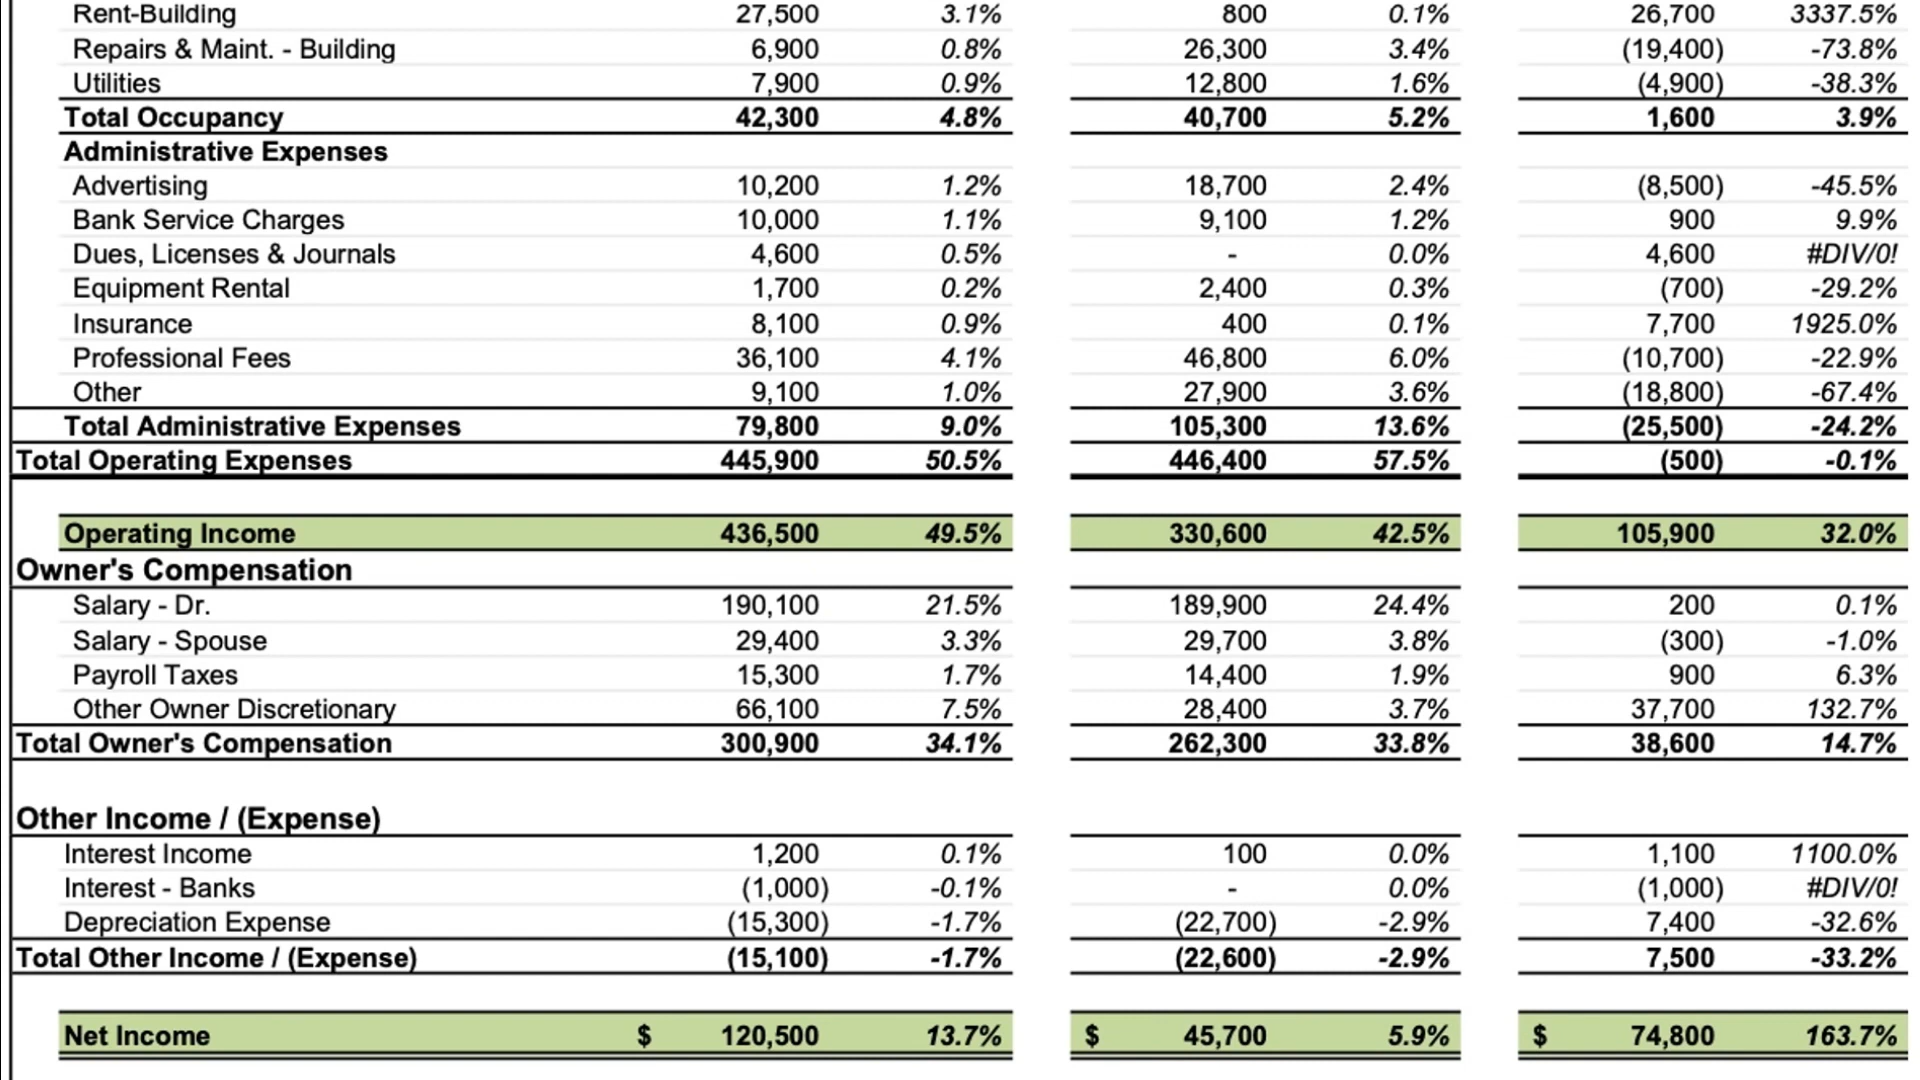 Rent-Building 27,500 3.1% 800 0.1% 26,700 3337.5%
Repairs & Maint. - Building 6,900 0.8% 26,300 3.4% (19,400) -73.8%
Utilities 7,900 0.9% 12,800 1.6% (4,900) -38.3%
Total Occupancy 42,300 4.8% 40,700 5.2% 1,600 3.9%
Administrative Expenses
Advertising 10,200 1.2% 18,700 2.4% (8,500) -45.5%
Bank Service Charges 10,000 1.1% 9,100 1.2% 900 9.9%
Dues, Licenses & Journals 4,600 0.5% - 0.0% 4,600 #DIV/0!
Equipment Rental 1,700 0.2% 2,400 0.3% (700) -29.2%
Insurance 8,100 0.9% 400 0.1% 7,700 1925.0%
Professional Fees 36,100 4.1% 46,800 6.0% (10,700) -22.9%
Other 9,100 1.0% 27,900 3.6% (18,800) -67.4%
Total Administrative Expenses 79,800 9.0% 105,300 13.6% (25,500) -24.2%
Total Operating Expenses 445,900 50.5% 446,400 57.5% (500) -0.1%
Operating Income 436,500 49.5% 330,600 42.5% 105,900 32.0%
Owner's Compensation
Salary - Dr. 190,100 21.5% 189,900 24.4% 200 0.1%
Salary - Spouse 29,400 3.3% 29,700 3.8% (300) -1.0%
Payroll Taxes 15,300 1.7% 14,400 1.9% 900 6.3%
Other Owner Discretionary 66,100 7.5% 28,400 3.7% 37,700 132.7%
Total Owner's Compensation 300,900 34.1% 262,300 33.8% 38,600 14.7%
Other Income / (Expense)
Interest Income 1,200 0.1% 100 0.0% 1,100 1100.0%
Interest - Banks (1,000) -0.1% - 0.0% (1,000) #DIV/0!
Depreciation Expense (15,300) -1.7% (22,700) -2.9% 7,400 -32.6%
Total Other Income / (Expense) (15,100) -1.7% (22,600) -2.9% 7,500 -33.2%
Net Income $ 120,500 13.7% $ 45,700 5.9% $ 74,800 163.7%